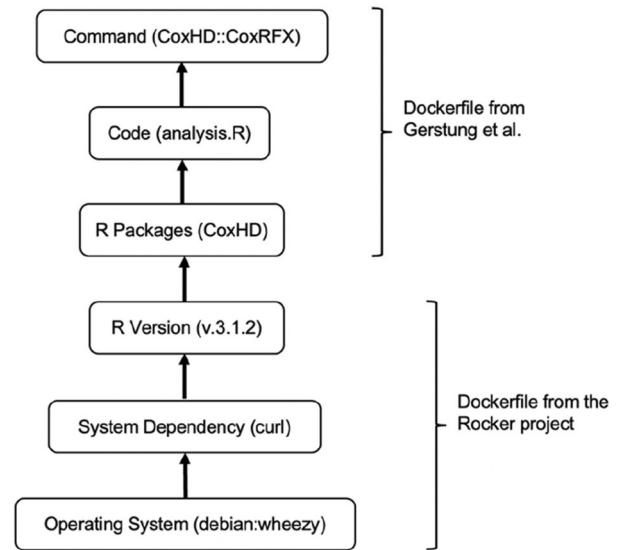 Command (CoxHD::CoxRFX)
Code (analysis.R)
Dockerfile from
Gerstung et al.
R Packages (CoxHD)
R Version (v.3.1.2)
System Dependency (curl)
Dockerfile from the
Rocker project
Operating System (debian:wheezy)